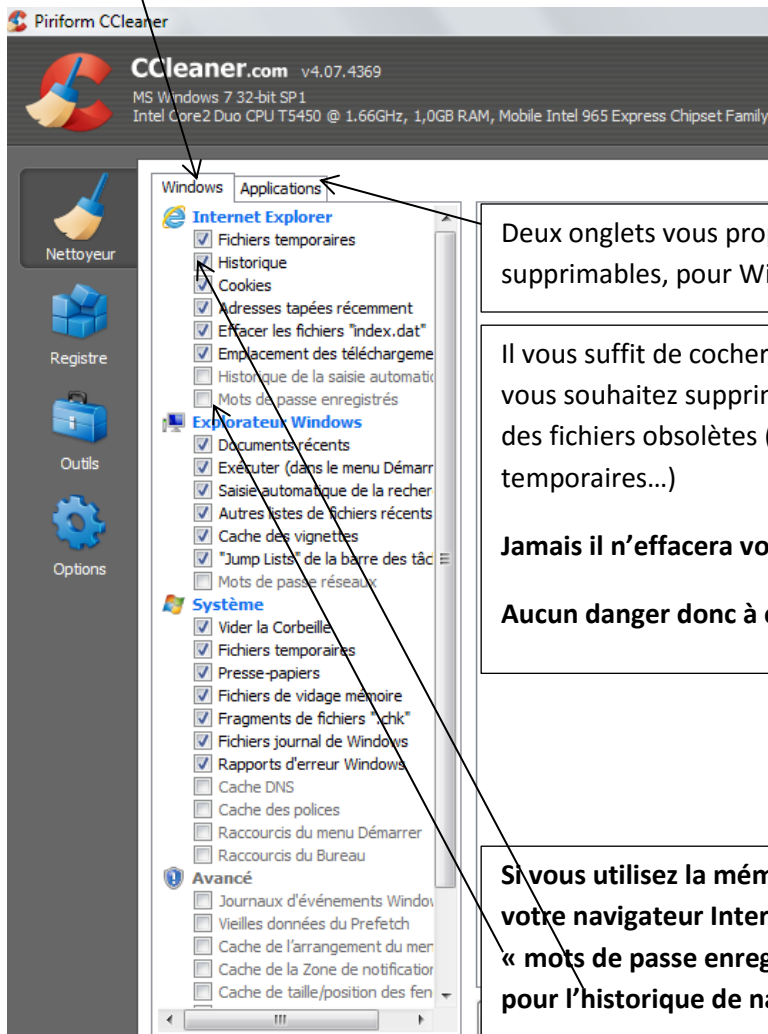 Piriform CCleaner
CCleaner.com v4.07.4369
MS Windows 7 32-bit SP1
Intel Core2 Duo CPU T5450 @ 1.66GHz, 1,0GB RAM, Mobile Intel 965 Express Chipset Family
Nettoyeur
Registre
Outils
Options
Windows Applications
Internet Explorer
Fichiers temporaires
Historique
Cookies
Adresses tapées récemment
Effacer les fichiers "index.dat"
Emplacement des téléchargeme
Historique de la saisie automatic
Mots de passe enregistrés
Explorateur Windows
Documents récents
Exécuter (dans le menu Démarr
Saisie automatique de la recher
Autres listes de fichiers récents
Cache des vignettes
"Jump Lists" de la barre des tâc
Mots de passe réseaux
Système
Vider la Corbeille
Fichiers temporaires
Presse-papiers
Fichiers de vidage mémoire
Fragments de fichiers ".chk"
Fichiers journal de Windows
Rapports d'erreur Windows
Cache DNS
Cache des polices
Raccourcis du menu Démarrer
Raccourcis du Bureau
Avancé
Journaux d'événements Window
Vieilles données du Prefetch
Cache de l'arrangement du men
Cache de la Zone de notification
Cache de taille/position des fen
Deux onglets vous prop
supprimables, pour Wi
Il vous suffit de cocher
vous souhaitez supprin
des fichiers obsolètes (
temporaires…)
Jamais il n’effacera vo
Aucun danger donc à
Si vous utilisez la mém
votre navigateur Inter
« mots de passe enreg
pour l’historique de na